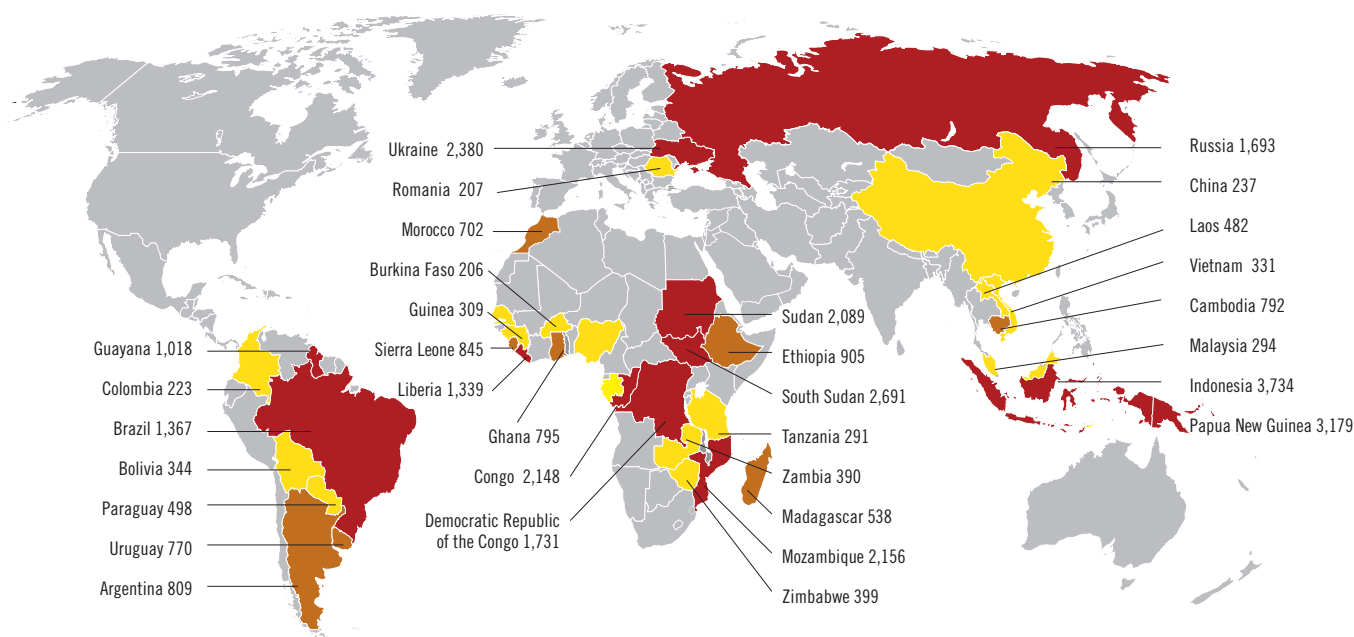 Ukraine 2,380
Romania 207
Morocco 702
Burkina Faso 206
Guinea 309
Sierra Leone 845
Liberia 1,339
Ghana 795
Congo 2,148
Democratic Republic
of the Congo 1,731
Guayana 1,018
Colombia 223
Brazil 1,367
Bolivia 344
Paraguay 498
Uruguay 770
Argentina 809
Sudan 2,089
Ethiopia 905
South Sudan 2,691
Tanzania 291
Zambia 390
Madagascar 538
Mozambique 2,156
Zimbabwe 399
Russia 1,693
China 237
Laos 482
Vietnam 331
Cambodia 792
Malaysia 294
Indonesia 3,734
Papua New Guinea 3,179